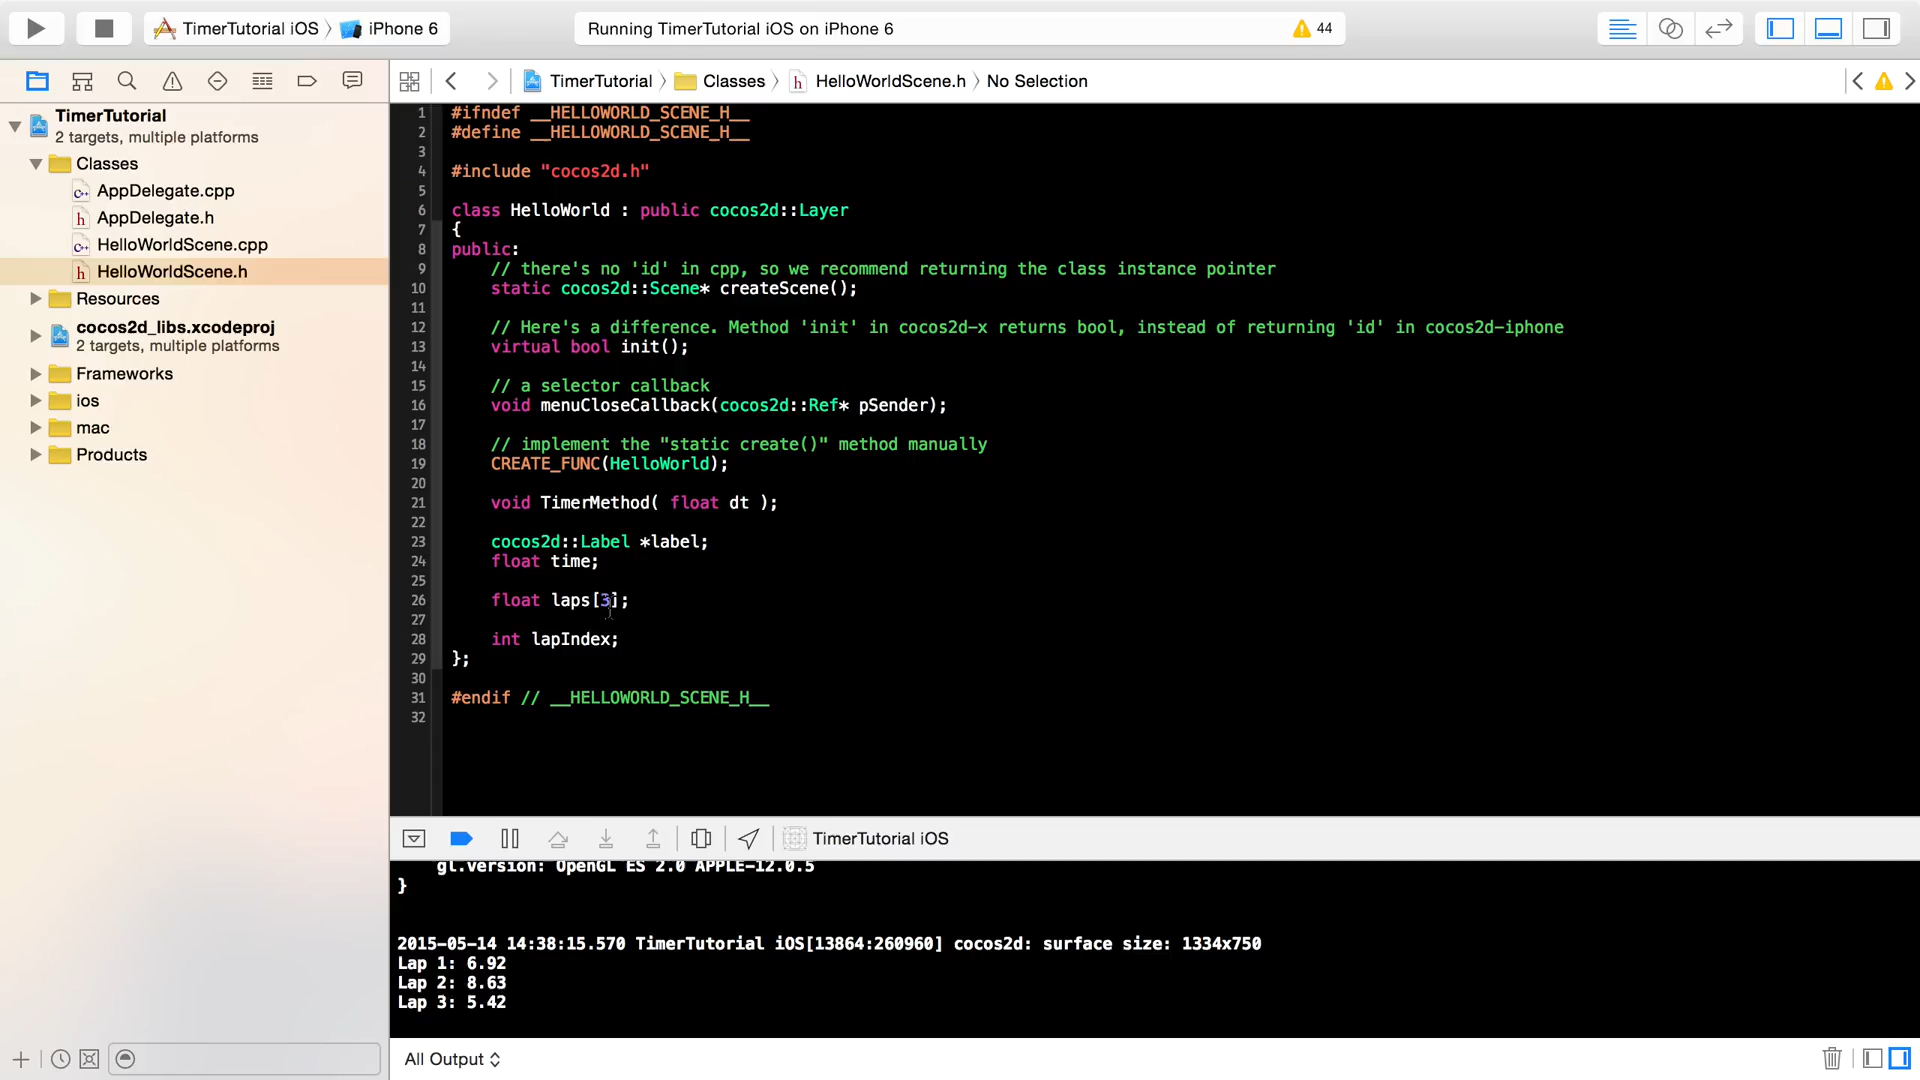 TimerTutorial iOS iPhone 6 Running TimerTutorial iOS on iPhone 6 44
TimerTutorial Classes HelloWorldScene.h No Selection
TimerTutorial
2 targets, multiple platforms
Classes
AppDelegate.cpp
AppDelegate.h
HelloWorldScene.cpp
HelloWorldScene.h
Resources
cocos2d_libs.xcodeproj
2 targets, multiple platforms
Frameworks
ios
mac
Products
1 #ifndef __HELLOWORLD_SCENE_H__
2 #define __HELLOWORLD_SCENE_H__
3
4 #include "cocos2d.h"
5
6 class HelloWorld : public cocos2d::Layer
7 {
8 public:
9 // there's no 'id' in cpp, so we recommend returning the class instance pointer
10 static cocos2d::Scene* createScene();
11
12 // Here's a difference. Method 'init' in cocos2d-x returns bool, instead of returning 'id' in cocos2d-iphone
13 virtual bool init();
14
15 // a selector callback
16 void menuCloseCallback(cocos2d::Ref* pSender);
17
18 // implement the "static create()" method manually
19 CREATE_FUNC(HelloWorld);
20
21 void TimerMethod( float dt );
22
23 cocos2d::Label *label;
24 float time;
25
26 float laps[3];
27
28 int lapIndex;
29 };
30
31 #endif // __HELLOWORLD_SCENE_H__
32
TimerTutorial iOS
gl.version: OpenGL ES 2.0 APPLE-12.0.5
}
2015-05-14 14:38:15.570 TimerTutorial iOS[13864:260960] cocos2d: surface size: 1334x750
Lap 1: 6.92
Lap 2: 8.63
Lap 3: 5.42
All Output